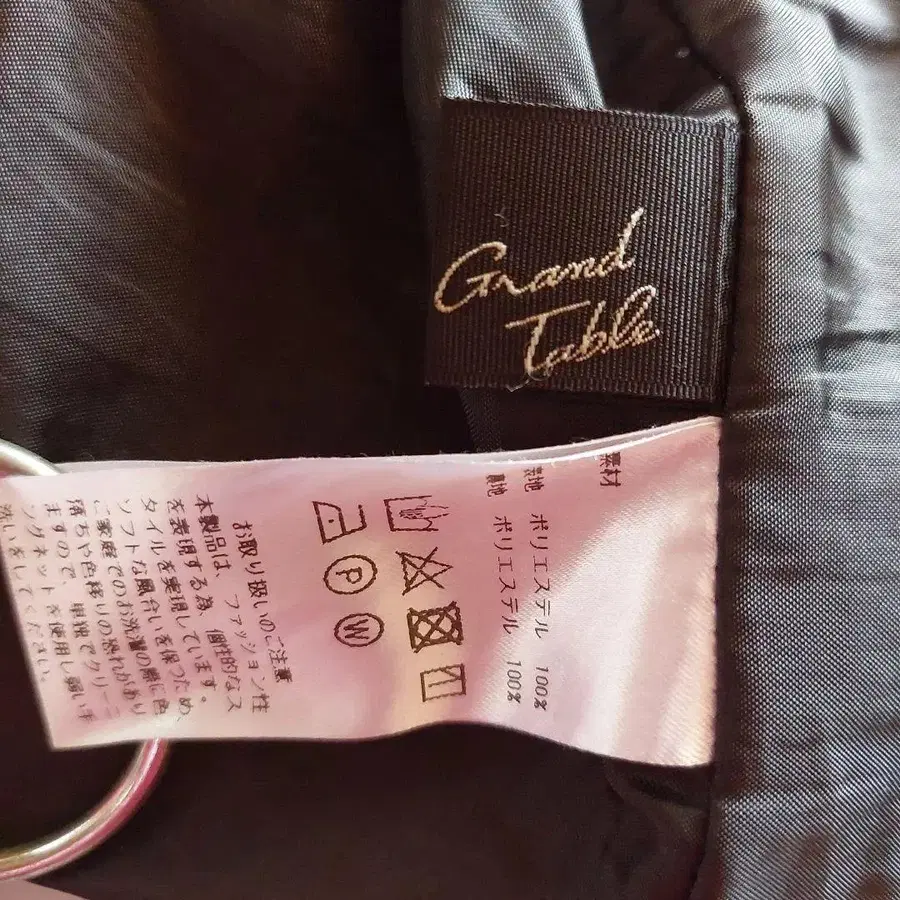 Grand
Table
素材
表地 ポリエステル 100%
裏地 ポリエステル 100%
P
W
お取り扱いのご注意
本製品は、ファッション性
を表現する為、個性的なス
タイルを実現しています。
ソフトな風合いを保つため、
ご家庭でのお洗濯の際に色
落ちや色移りの恐れがあり
ますので、単独でクリーニ
ングネットを使用し弱い手
洗いをしてください。